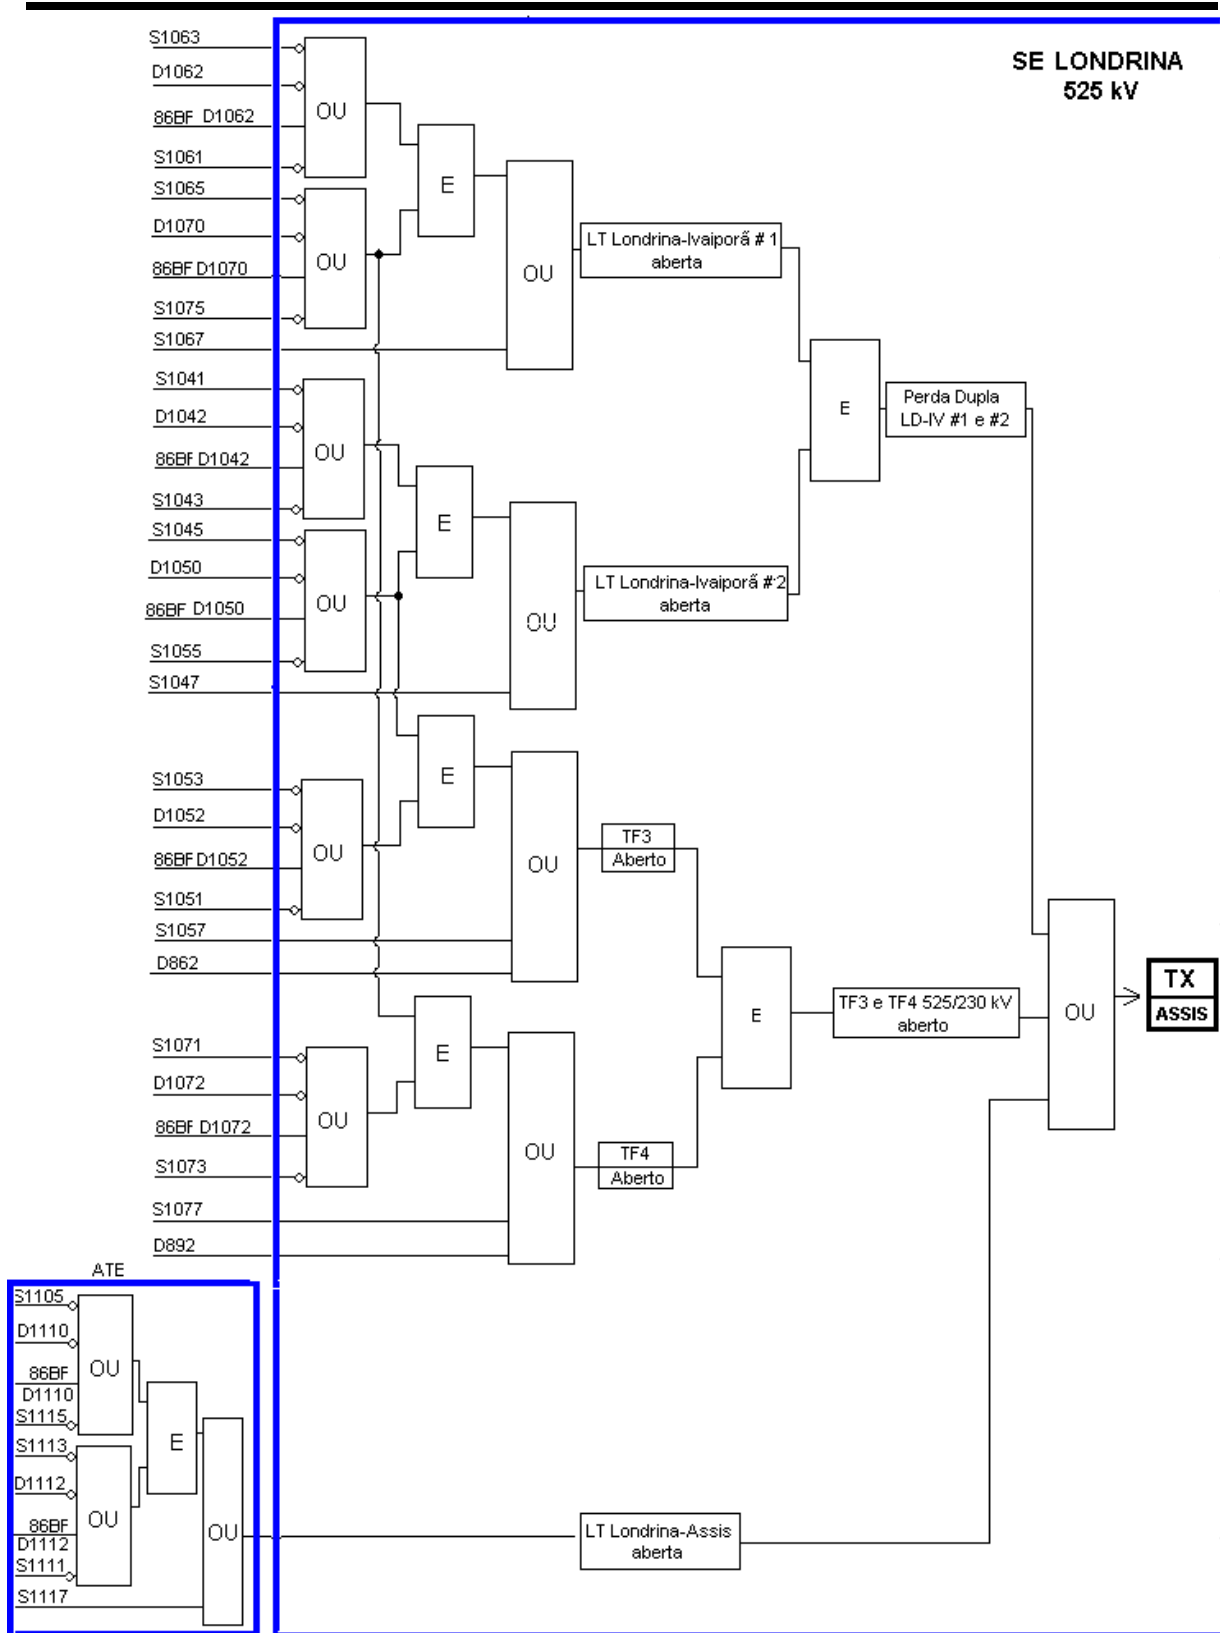 SE LONDRINA
525 kV
S1063
D1062
86BF D1062
S1061
OU
S1065
D1070
86BF D1070
S1075
OU
E
S1067
OU
LT Londrina-Ivaiporã # 1
aberta
S1041
D1042
86BF D1042
S1043
OU
S1045
D1050
86BF D1050
S1055
OU
E
S1047
OU
LT Londrina-Ivaiporã # 2
aberta
E
Perda Dupla
LD-IV #1 e #2
S1053
D1052
86BF D1052
S1051
OU
E
S1057
D862
OU
TF3
Aberto
S1071
D1072
86BF D1072
S1073
OU
E
S1077
D892
OU
TF4
Aberto
E
TF3 e TF4 525/230 kV
aberto
OU
TX
ASSIS
ATE
S1105
D1110
86BF
D1110
S1115
OU
S1113
D1112
86BF
D1112
S1111
OU
E
S1117
OU
LT Londrina-Assis
aberta